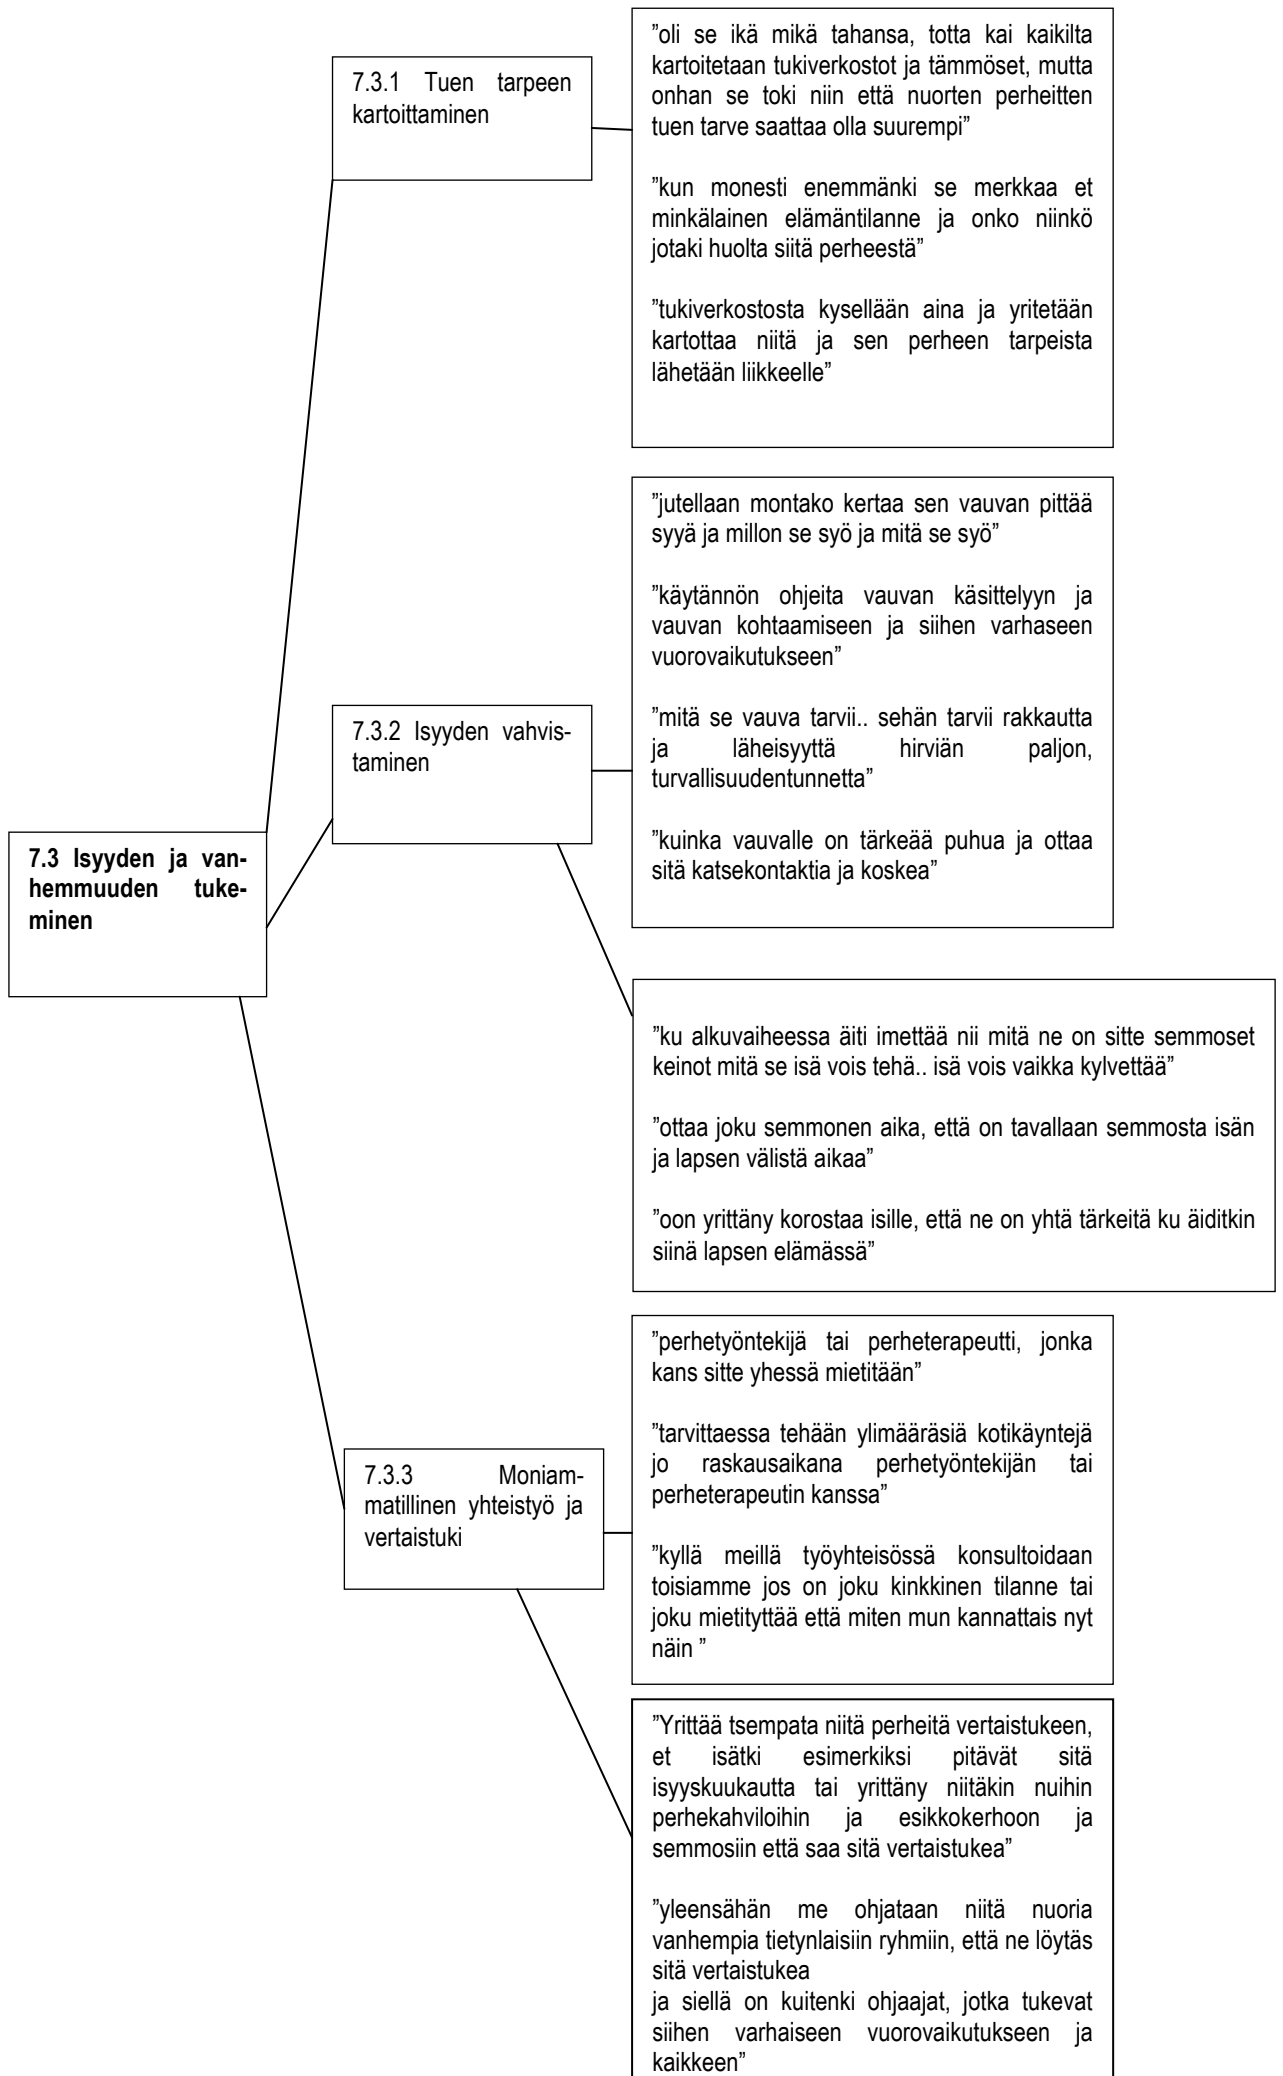 7.3 Isyyden ja van-
hemmuuden tuke-
minen
7.3.1 Tuen tarpeen
kartoittaminen
”oli se ikä mikä tahansa, totta kai kaikilta
kartoitetaan tukiverkostot ja tämmöset, mutta
onhan se toki niin että nuorten perheitten
tuen tarve saattaa olla suurempi”
”kun monesti enemmänki se merkkaa et
minkälainen elämäntilanne ja onko niinkö
jotaki huolta siitä perheestä”
”tukiverkostosta kysellään aina ja yritetään
kartottaa niitä ja sen perheen tarpeista
lähetään liikkeelle”
7.3.2 Isyyden vahvis-
taminen
”jutellaan montako kertaa sen vauvan pittää
syyä ja millon se syö ja mitä se syö”
”käytännön ohjeita vauvan käsittelyyn ja
vauvan kohtaamiseen ja siihen varhaseen
vuorovaikutukseen”
”mitä se vauva tarvii.. sehän tarvii rakkautta
ja läheisyyttä hirviän paljon,
turvallisuudentunnetta”
”kuinka vauvalle on tärkeää puhua ja ottaa
sitä katsekontaktia ja koskea”
”ku alkuvaiheessa äiti imettää nii mitä ne on sitte semmoset
keinot mitä se isä vois tehä.. isä vois vaikka kylvettää”
”ottaa joku semmonen aika, että on tavallaan semmosta isän
ja lapsen välistä aikaa”
”oon yrittäny korostaa isille, että ne on yhtä tärkeitä ku äiditkin
siinä lapsen elämässä”
7.3.3 Moniam-
matillinen yhteistyö ja
vertaistuki
”perhetyöntekijä tai perheterapeutti, jonka
kans sitte yhessä mietitään”
”tarvittaessa tehään ylimääräsiä kotikäyntejä
jo raskausaikana perhetyöntekijän tai
perheterapeutin kanssa”
”kyllä meillä työyhteisössä konsultoidaan
toisiamme jos on joku kinkkinen tilanne tai
joku mietityttää että miten mun kannattais nyt
näin ”
”Yrittää tsempata niitä perheitä vertaistukeen,
et isätki esimerkiksi pitävät sitä
isyyskuukautta tai yrittäny niitäkin nuihin
perhekahviloihin ja esikkokerhoon ja
semmosiin että saa sitä vertaistukea”
”yleensähän me ohjataan niitä nuoria
vanhempia tietynlaisiin ryhmiin, että ne löytäs
sitä vertaistukea
ja siellä on kuitenki ohjaajat, jotka tukevat
siihen varhaiseen vuorovaikutukseen ja
kaikkeen”